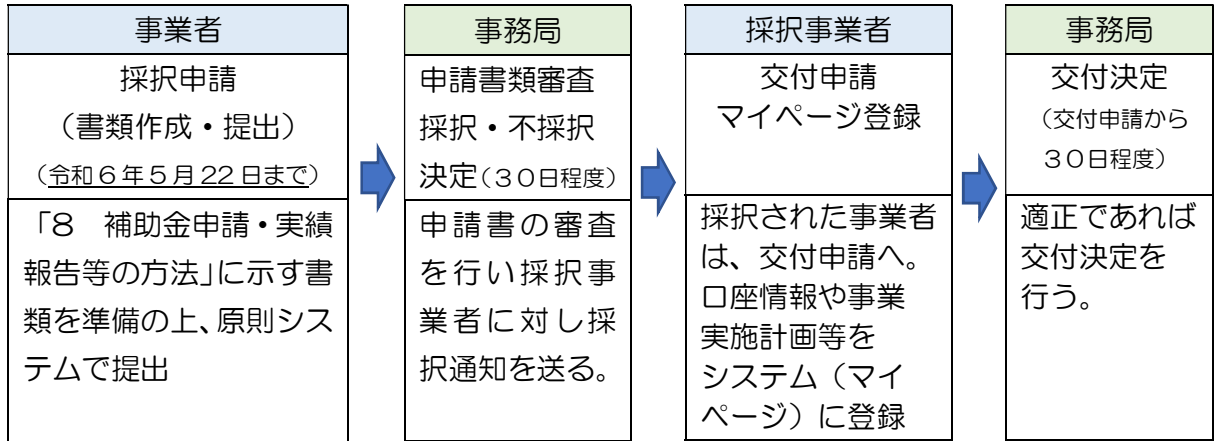 事業者
採択申請
（書類作成・提出）
（令和６年５月22日まで）
「８　補助金申請・実績
報告等の方法」に示す書
類を準備の上、原則シス
テムで提出
事務局
申請書類審査
採択・不採択
決定（３０日程度）
申請書の審査
を行い採択事
業者に対し採
択通知を送る。
採択事業者
交付申請
マイページ登録
採択された事業者
は、交付申請へ。
口座情報や事業
実施計画等を
システム（マイ
ページ）に登録
事務局
交付決定
（交付申請から
３０日程度）
適正であれば
交付決定を
行う。